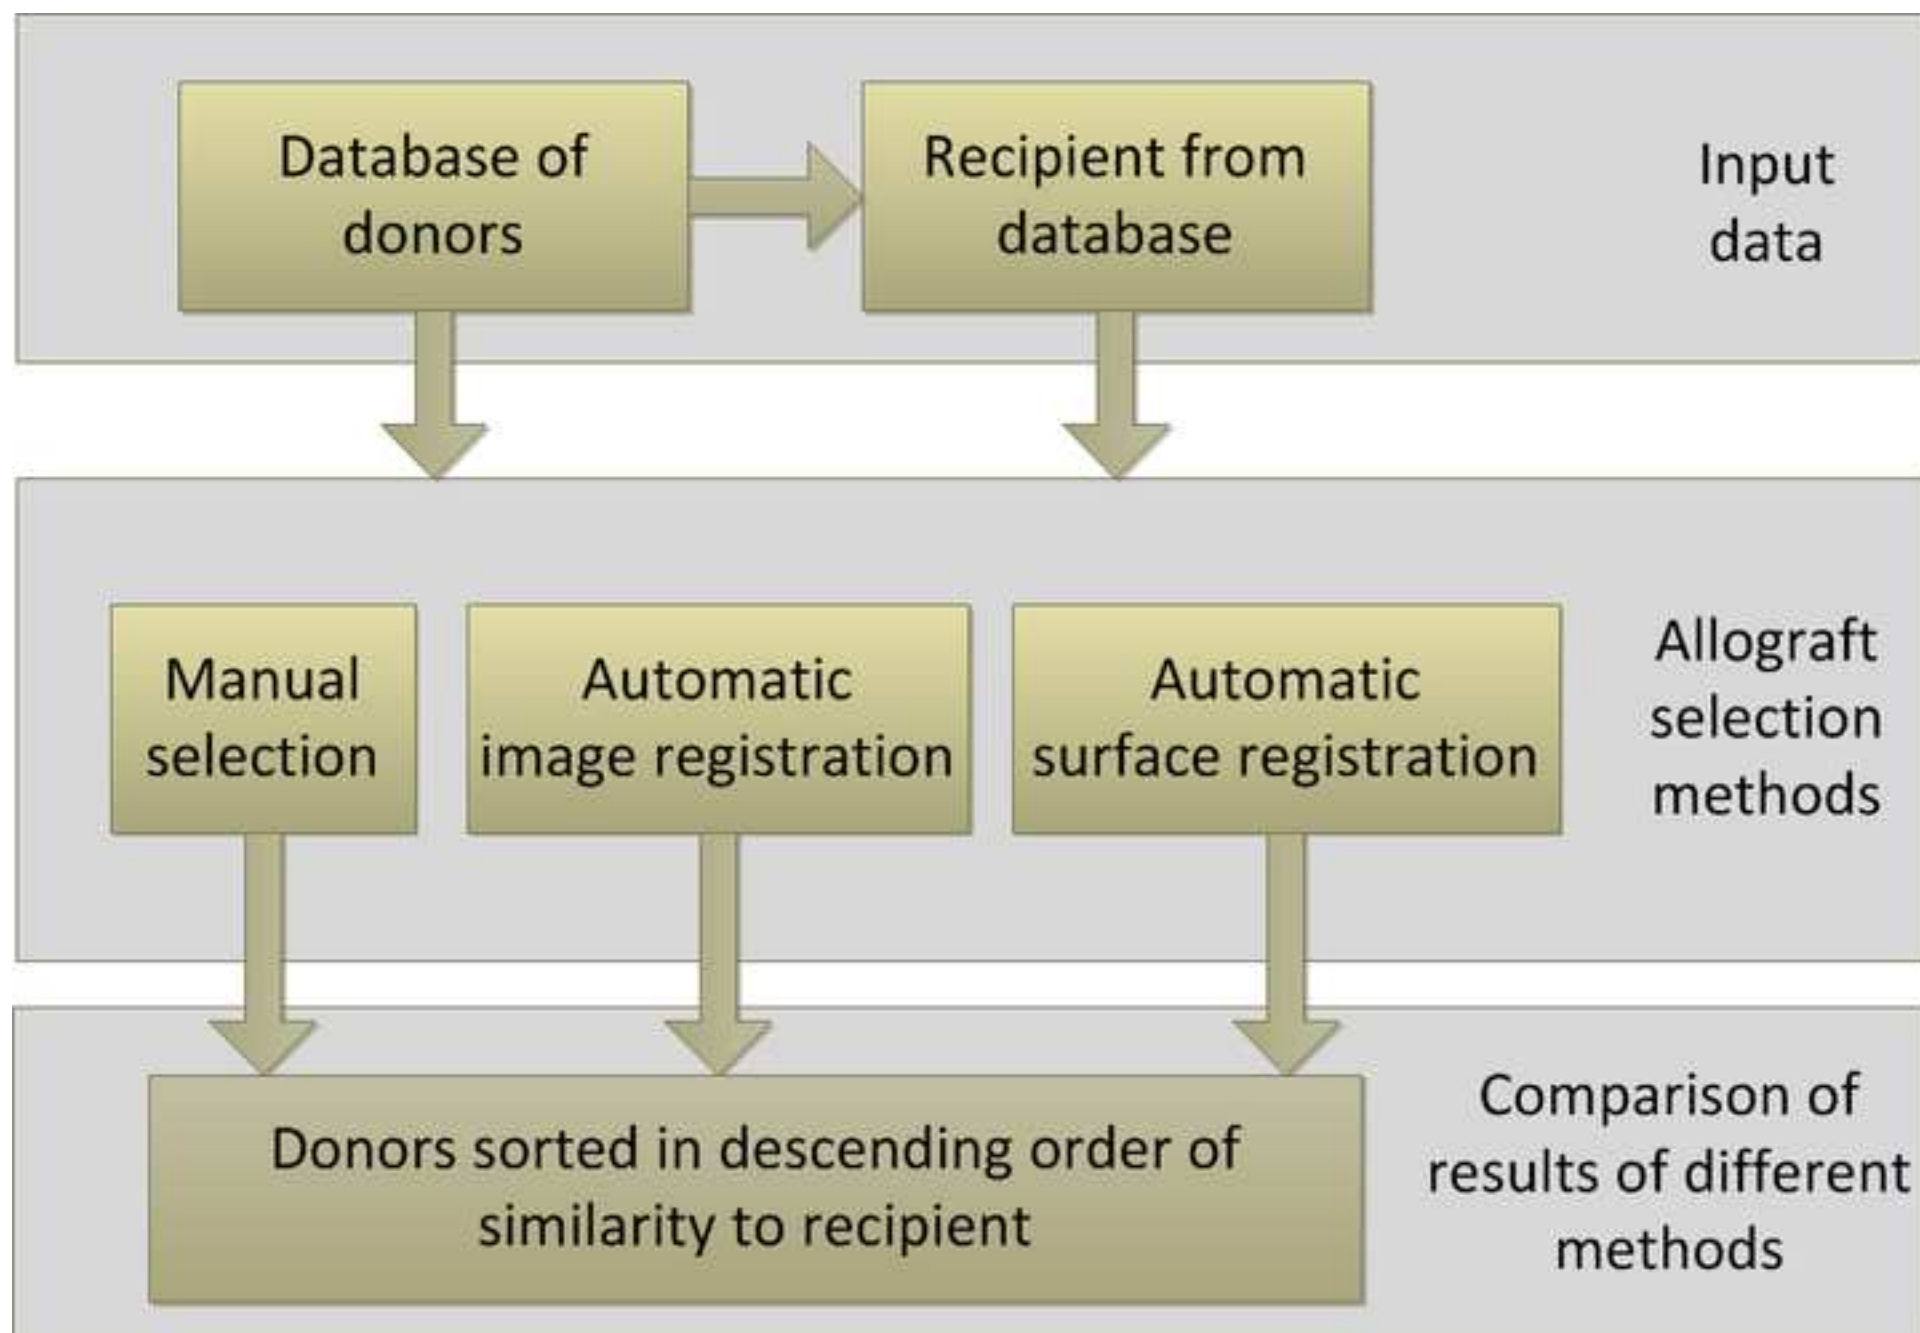 Database of
donors
Recipient from
database
Input
data
Manual
selection
Automatic
image registration
Automatic
surface registration
Allograft
selection
methods
Donors sorted in descending order of
similarity to recipient
Comparison of
results of different
methods